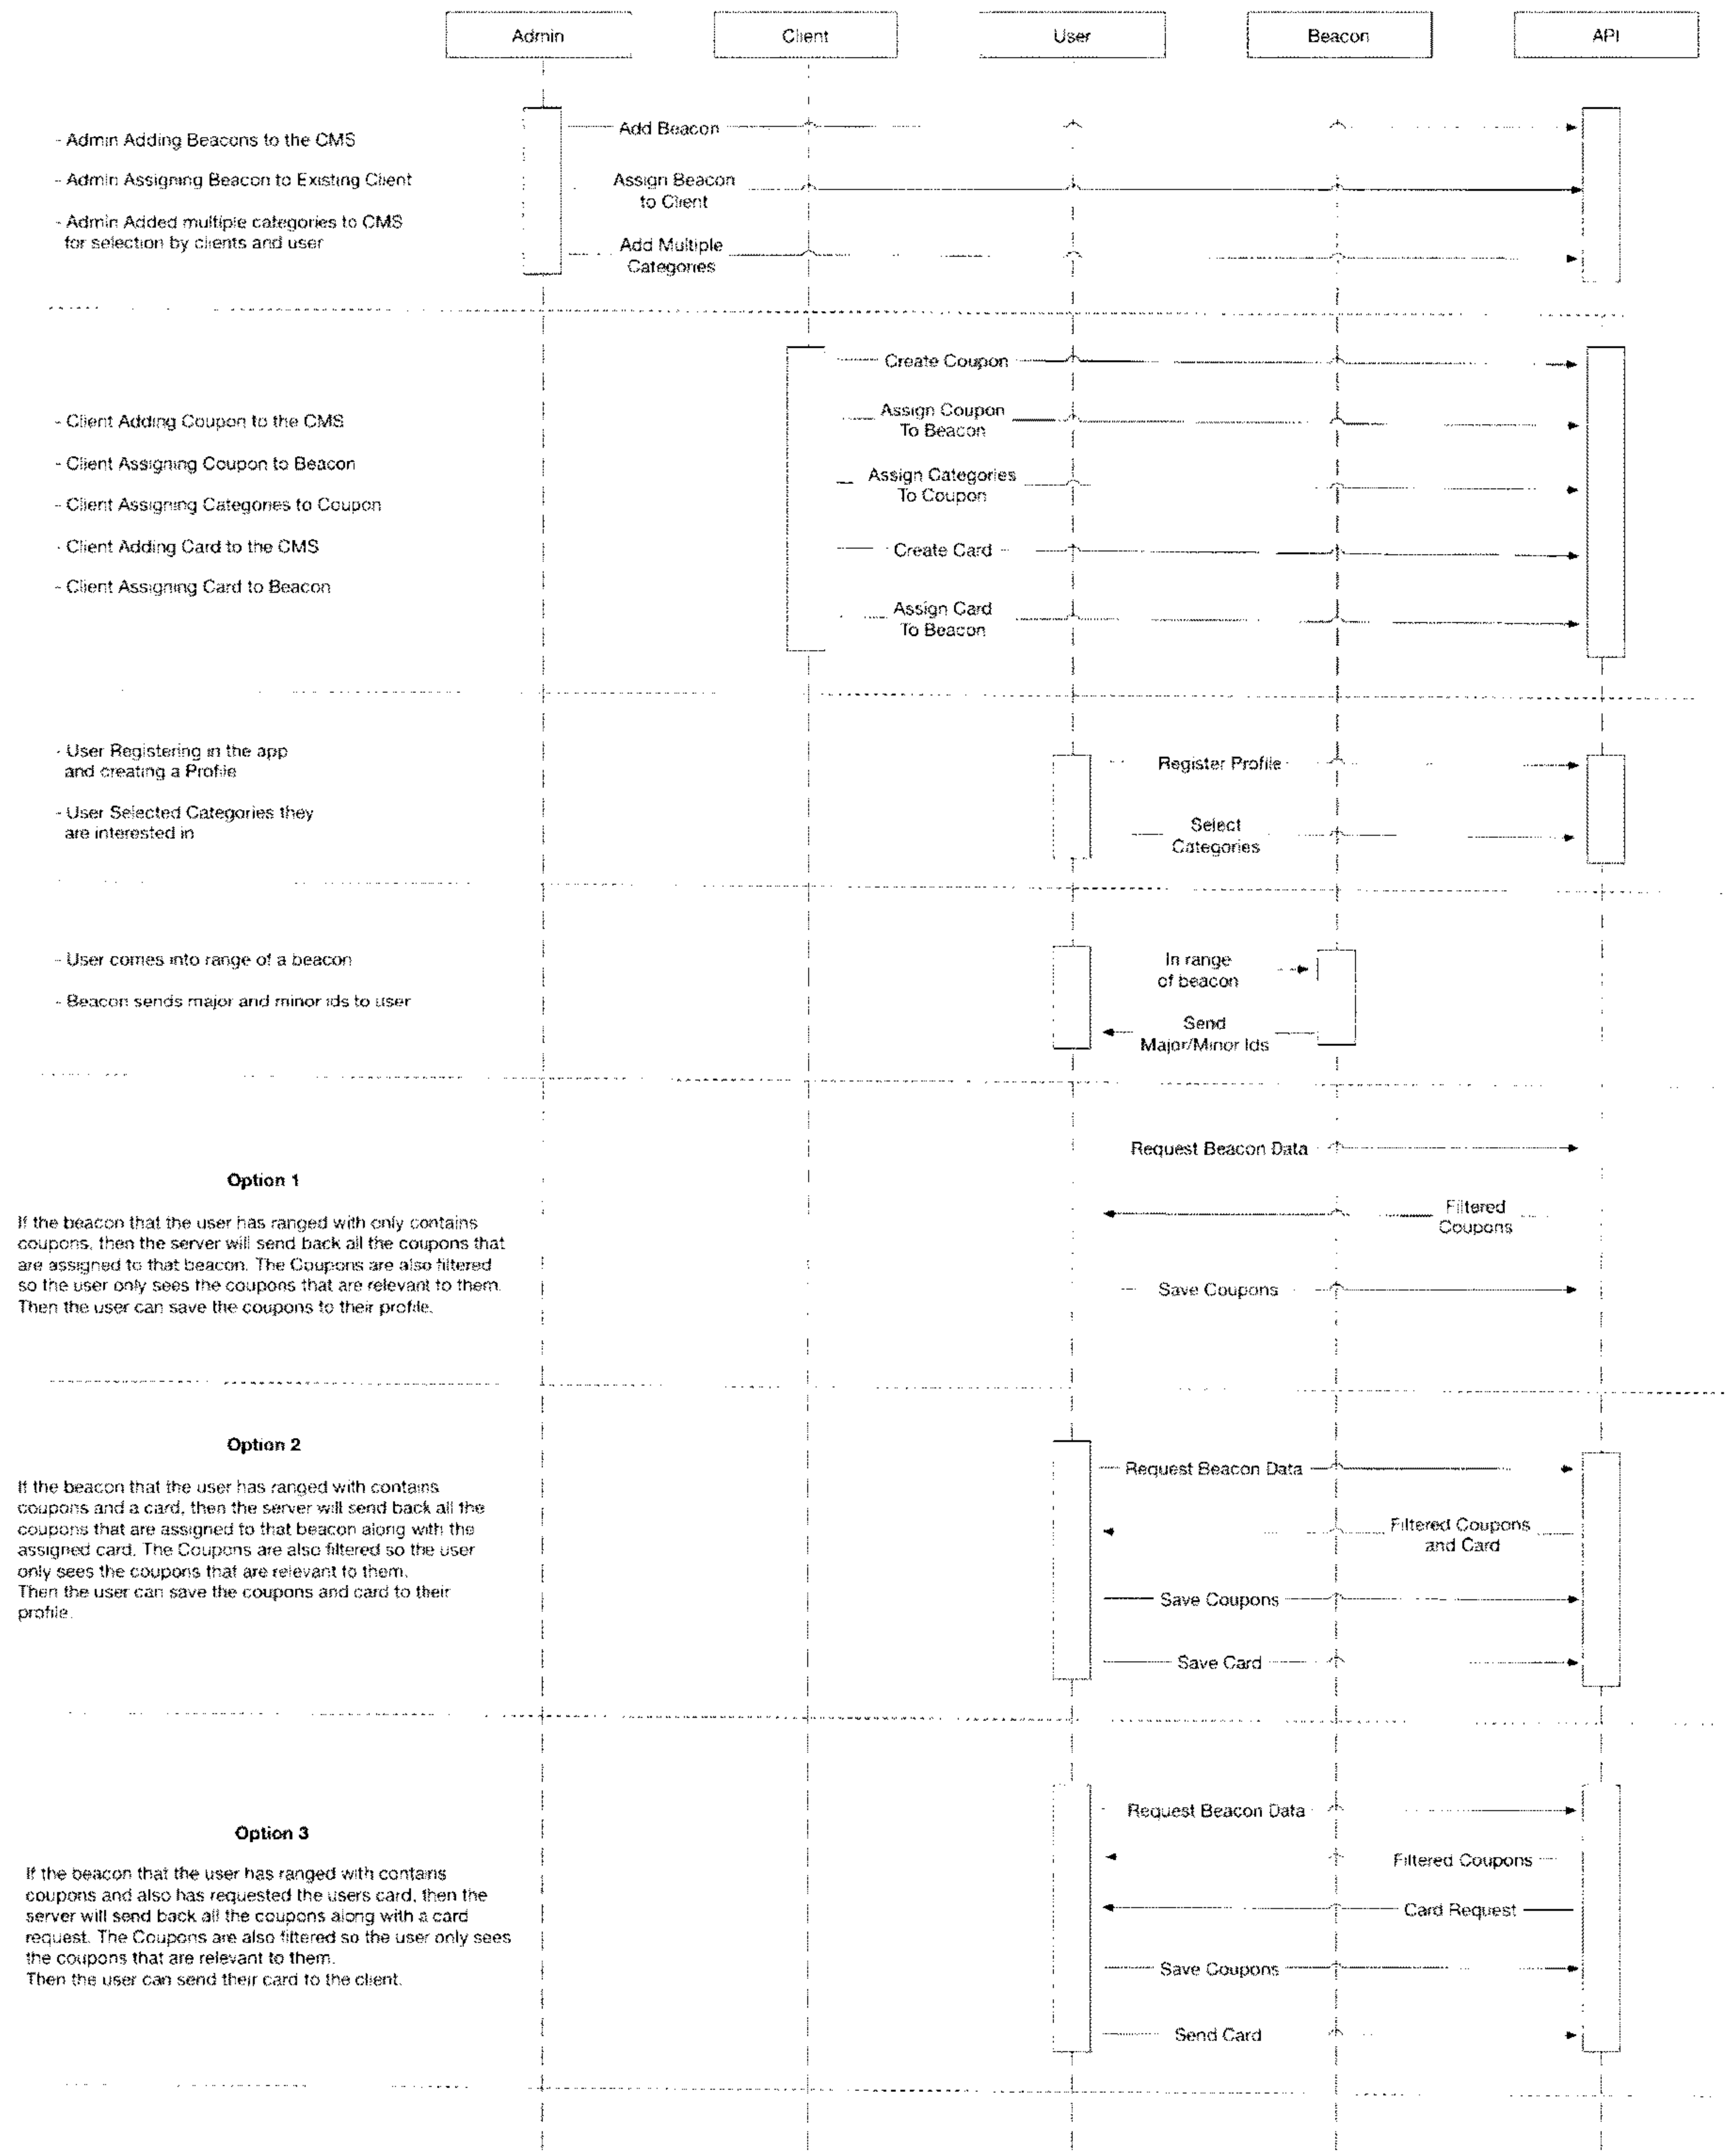 Admin
Client
User
Beacon
API
- Admin Adding Beacons to the CMS
- Admin Assigning Beacon to Existing Client
- Admin Added multiple categories to CMS
for selection by clients and user
Add Beacon
Assign Beacon
to Client
Add Multiple
Categories
- Client Adding Coupon to the CMS
- Client Assigning Coupon to Beacon
- Client Assigning Categories to Coupon
- Client Adding Card to the CMS
- Client Assigning Card to Beacon
Create Coupon
Assign Coupon
To Beacon
Assign Categories
To Coupon
Create Card
Assign Card
To Beacon
- User Registering in the app
and creating a Profile
- User Selected Categories they
are interested in
Register Profile
Select
Categories
- User comes into range of a beacon
- Beacon sends major and minor ids to user
In range
of beacon
Send
Major/Minor Ids
Option 1
If the beacon that the user has ranged with only contains
coupons, then the server will send back all the coupons that
are assigned to that beacon. The Coupons are also filtered
so the user only sees the coupons that are relevant to them.
Then the user can save the coupons to their profile.
Request Beacon Data
Filtered
Coupons
Save Coupons
Option 2
If the beacon that the user has ranged with contains
coupons and a card, then the server will send back all the
coupons that are assigned to that beacon along with the
assigned card. The Coupons are also filtered so the user
only sees the coupons that are relevant to them.
Then the user can save the coupons and card to their
profile.
Request Beacon Data
Filtered Coupons
and Card
Save Coupons
Save Card
Option 3
If the beacon that the user has ranged with contains
coupons and also has requested the users card, then the
server will send back all the coupons along with a card
request. The Coupons are also filtered so the user only sees
the coupons that are relevant to them.
Then the user can send their card to the client.
Request Beacon Data
Filtered Coupons
Card Request
Save Coupons
Send Card